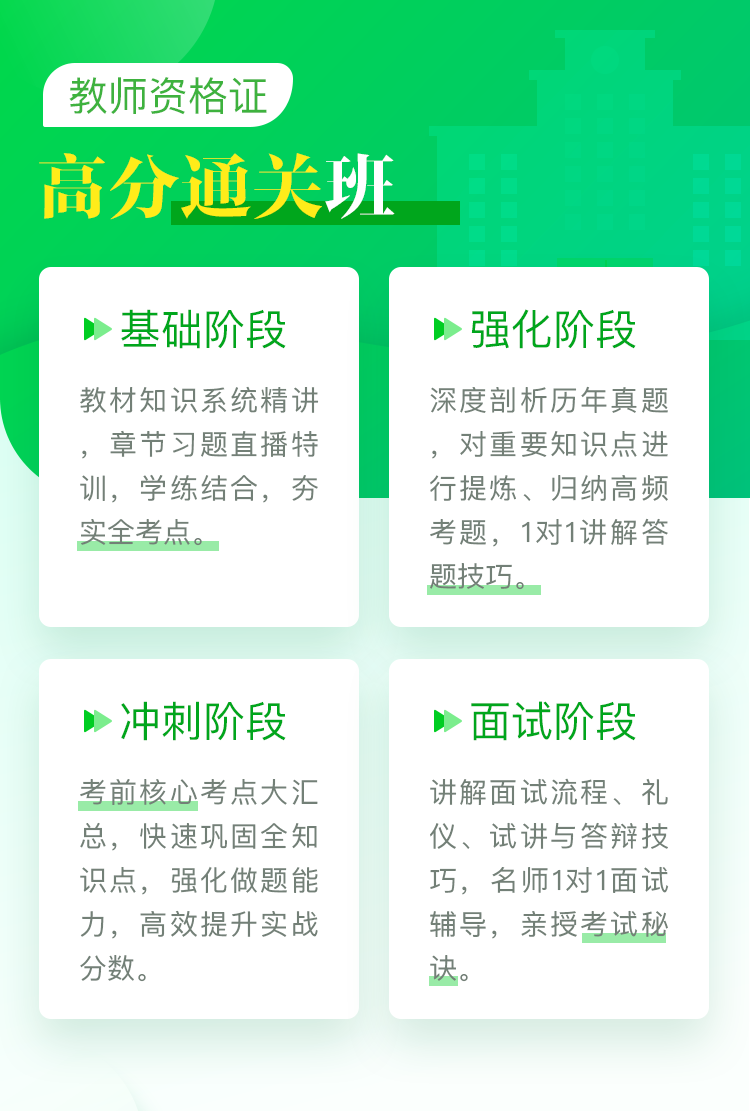 教师资格证
高分通关班
基础阶段
教材知识系统精讲
，章节习题直播特
训，学练结合，夯
实全考点。
强化阶段
深度剖析历年真题
，对重要知识点进
行提炼、归纳高频
考题，1对1讲解答
题技巧。
冲刺阶段
考前核心考点大汇
总，快速巩固全知
识点，强化做题能
力，高效提升实战
分数。
面试阶段
讲解面试流程、礼
仪、试讲与答辩技
巧，名师1对1面试
辅导，亲授考试秘
诀。